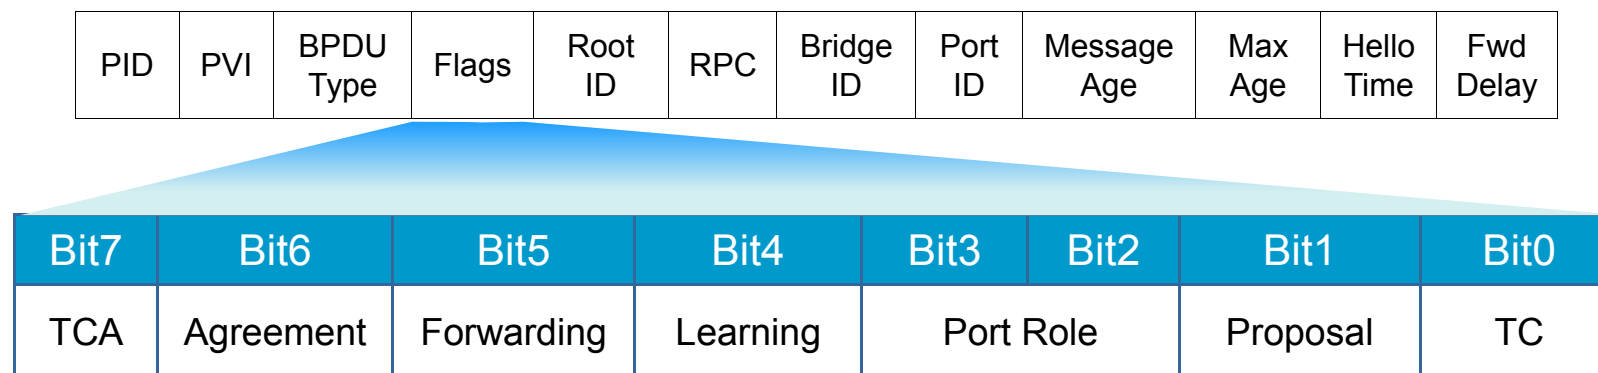 PID PVI BPDU Type Flags Root ID RPC Bridge ID Port ID Message Age Max Age Hello Time Fwd Delay
Bit7 Bit6 Bit5 Bit4 Bit3 Bit2 Bit1 Bit0
TCA Agreement Forwarding Learning Port Role Proposal TC